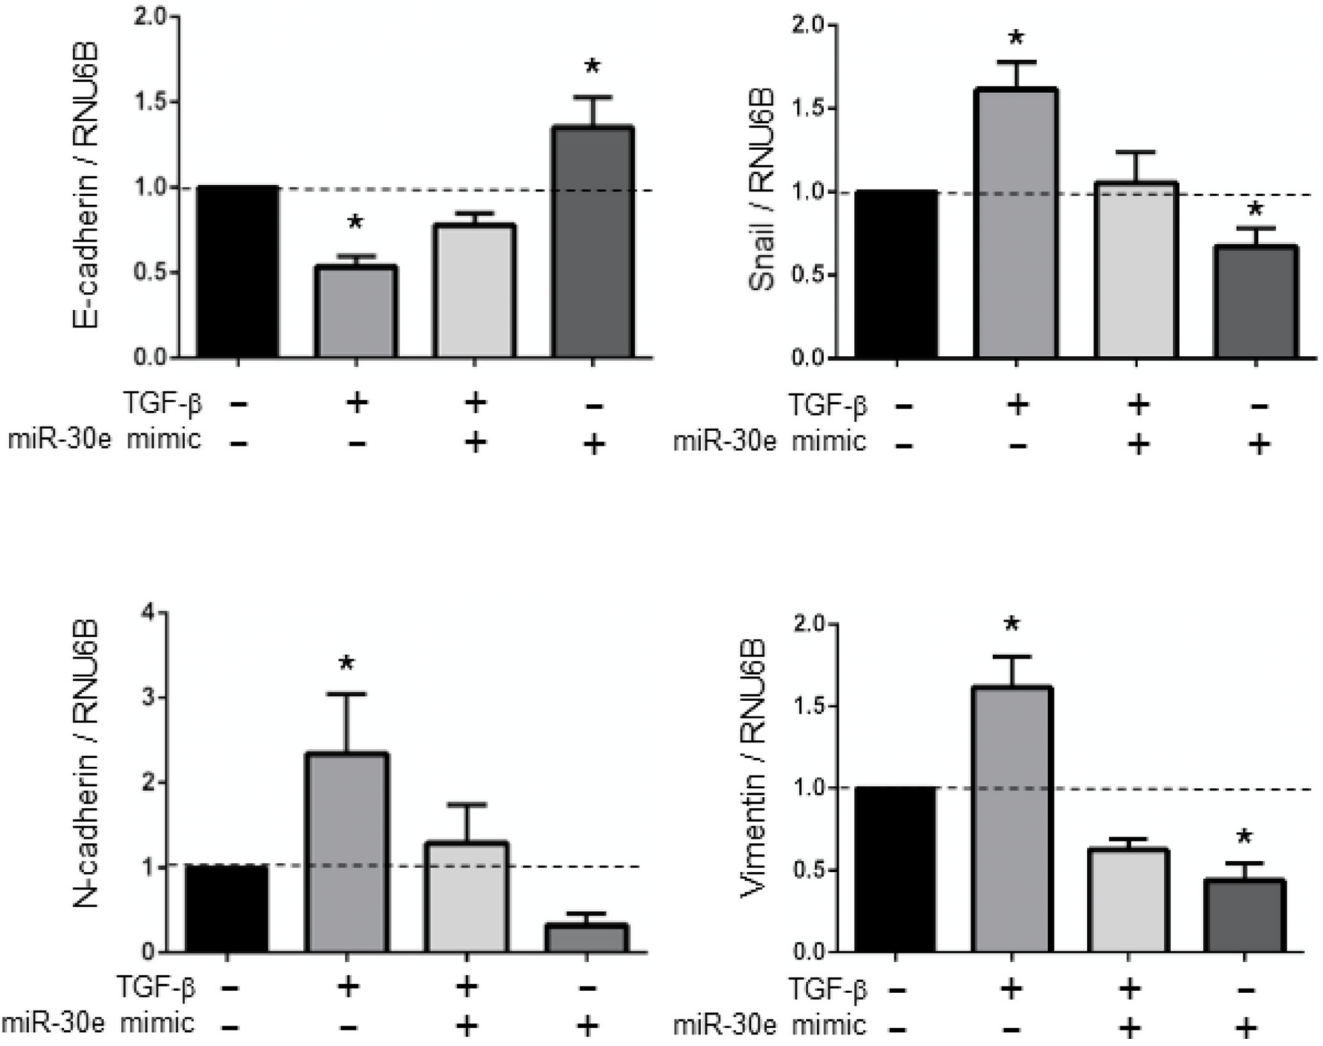 E-cadherin / RNU6B
2.0
1.5
1.0
0.5
0.0
*
*
TGF-β - + + -
miR-30e mimic - - + +
Snail / RNU6B
2.0
1.5
1.0
0.5
0.0
*
*
TGF-β - + + -
miR-30e mimic - - + +
N-cadherin / RNU6B
4
3
2
1
0
*
TGF-β - + + -
miR-30e mimic - - + +
Vimentin / RNU6B
2.0
1.5
1.0
0.5
0.0
*
*
TGF-β - + + -
miR-30e mimic - - + +